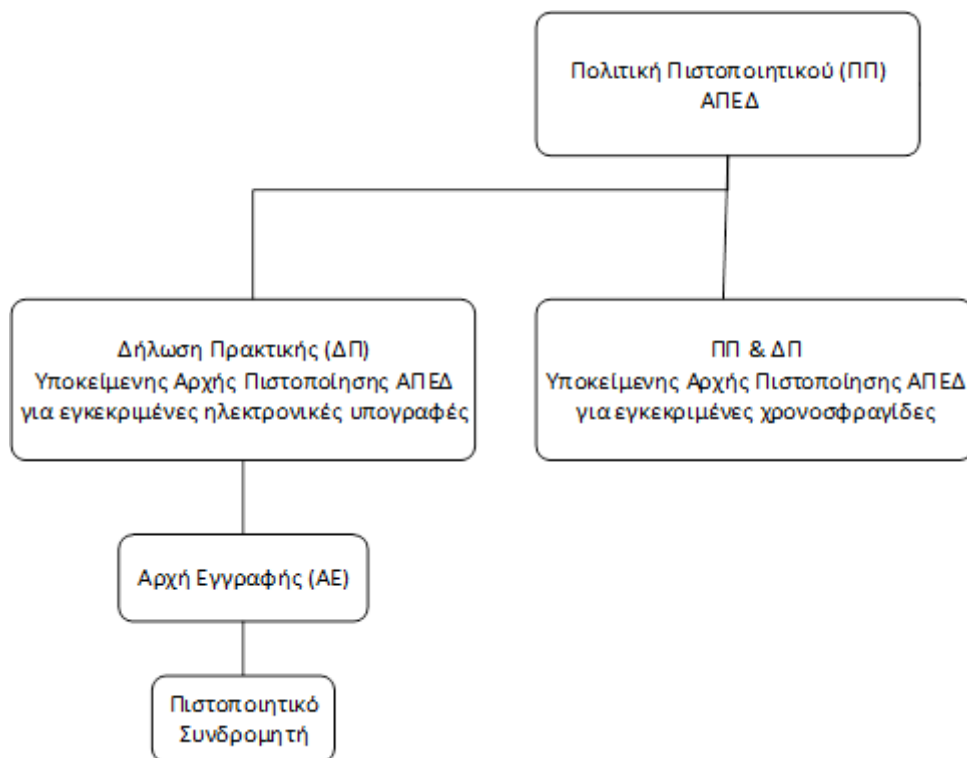 Πολιτική Πιστοποιητικού (ΠΠ)
ΑΠΕΔ
Δήλωση Πρακτικής (ΔΠ)
Υποκείμενης Αρχής Πιστοποίησης ΑΠΕΔ
για εγκεκριμένες ηλεκτρονικές υπογραφές
ΠΠ & ΔΠ
Υποκείμενης Αρχής Πιστοποίησης ΑΠΕΔ
για εγκεκριμένες χρονοσφραγίδες
Αρχή Εγγραφής (ΑΕ)
Πιστοποιητικό
Συνδρομητή